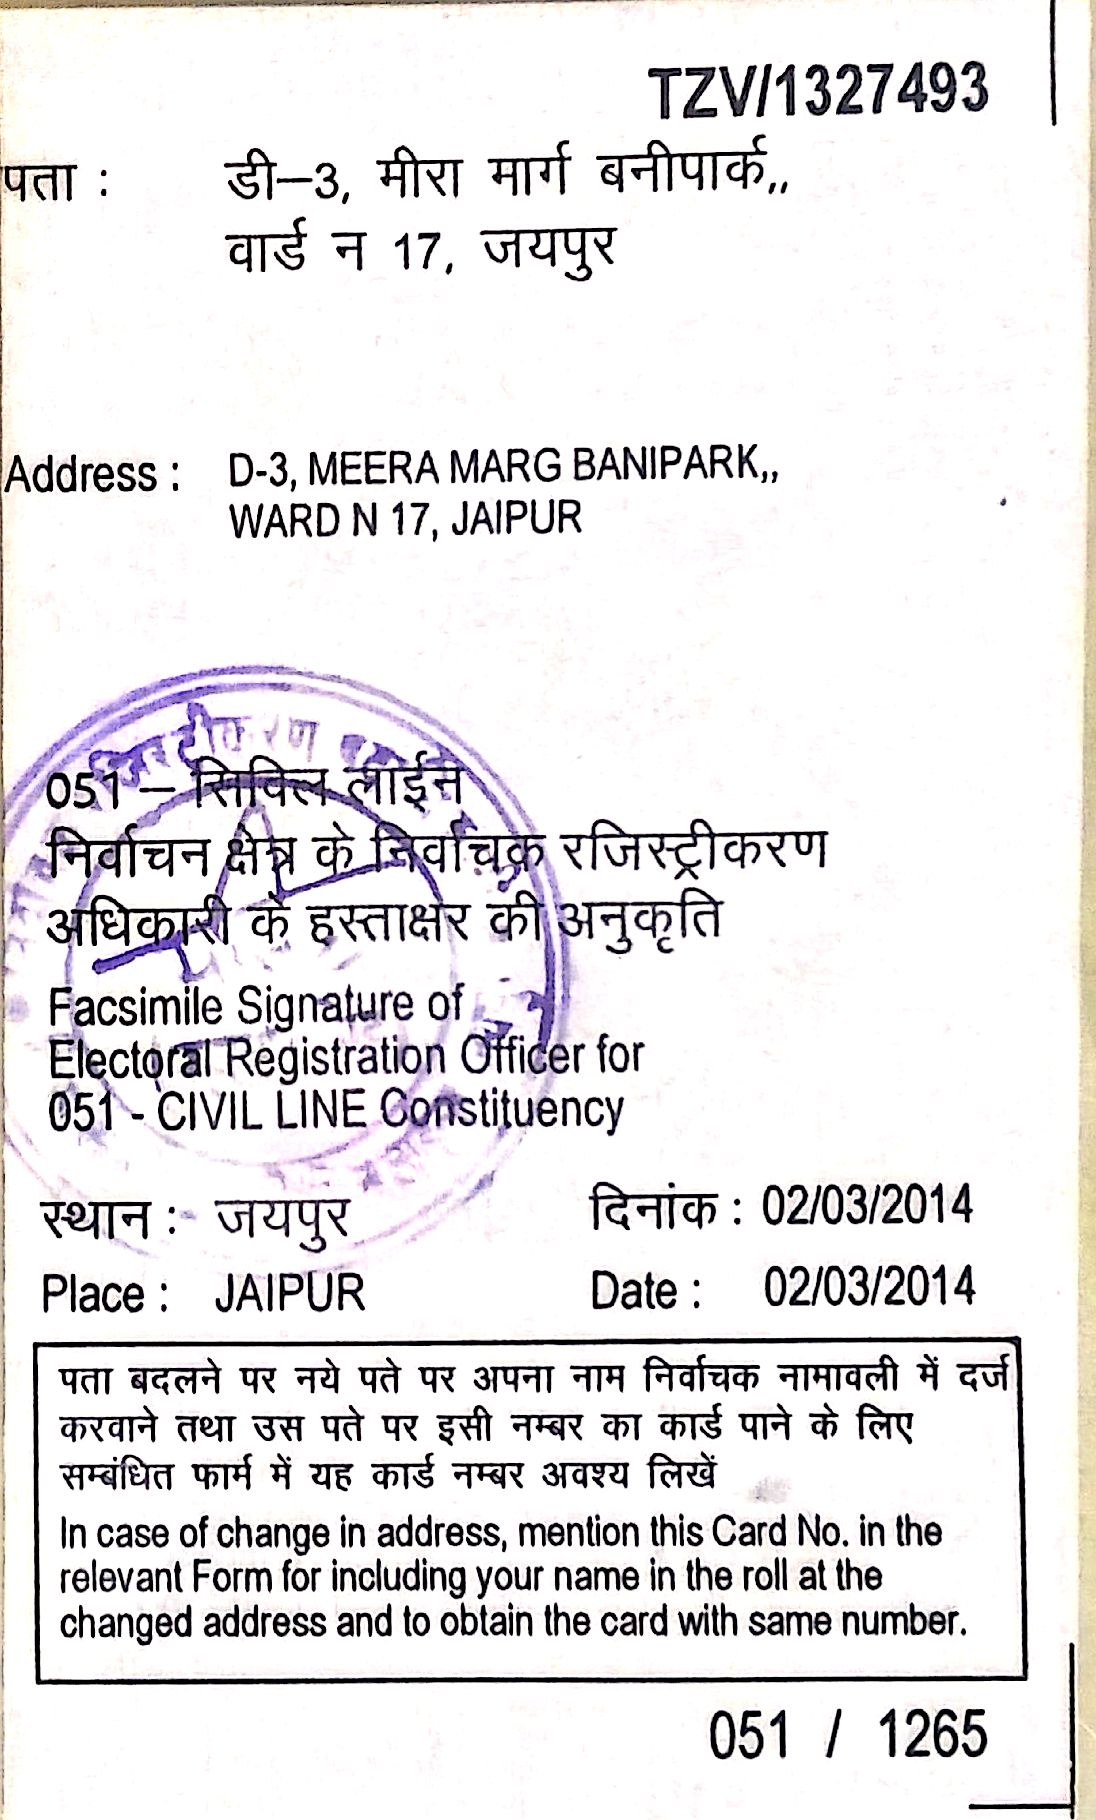 TZV/1327493
पता : डी–3, मीरा मार्ग बनीपार्क,,
वार्ड न 17, जयपुर
Address : D-3, MEERA MARG BANIPARK,,
WARD N 17, JAIPUR
051 – सिविल लाईन
निर्वाचन क्षेत्र के निर्वाचक रजिस्ट्रीकरण
अधिकारी के हस्ताक्षर की अनुकृति
Facsimile Signature of
Electoral Registration Officer for
051 - CIVIL LINE Constituency
स्थान : जयपुर दिनांक : 02/03/2014
Place : JAIPUR Date : 02/03/2014
पता बदलने पर नये पते पर अपना नाम निर्वाचक नामावली में दर्ज
करवाने तथा उस पते पर इसी नम्बर का कार्ड पाने के लिए
सम्बंधित फार्म में यह कार्ड नम्बर अवश्य लिखें
In case of change in address, mention this Card No. in the
relevant Form for including your name in the roll at the
changed address and to obtain the card with same number.
051 / 1265